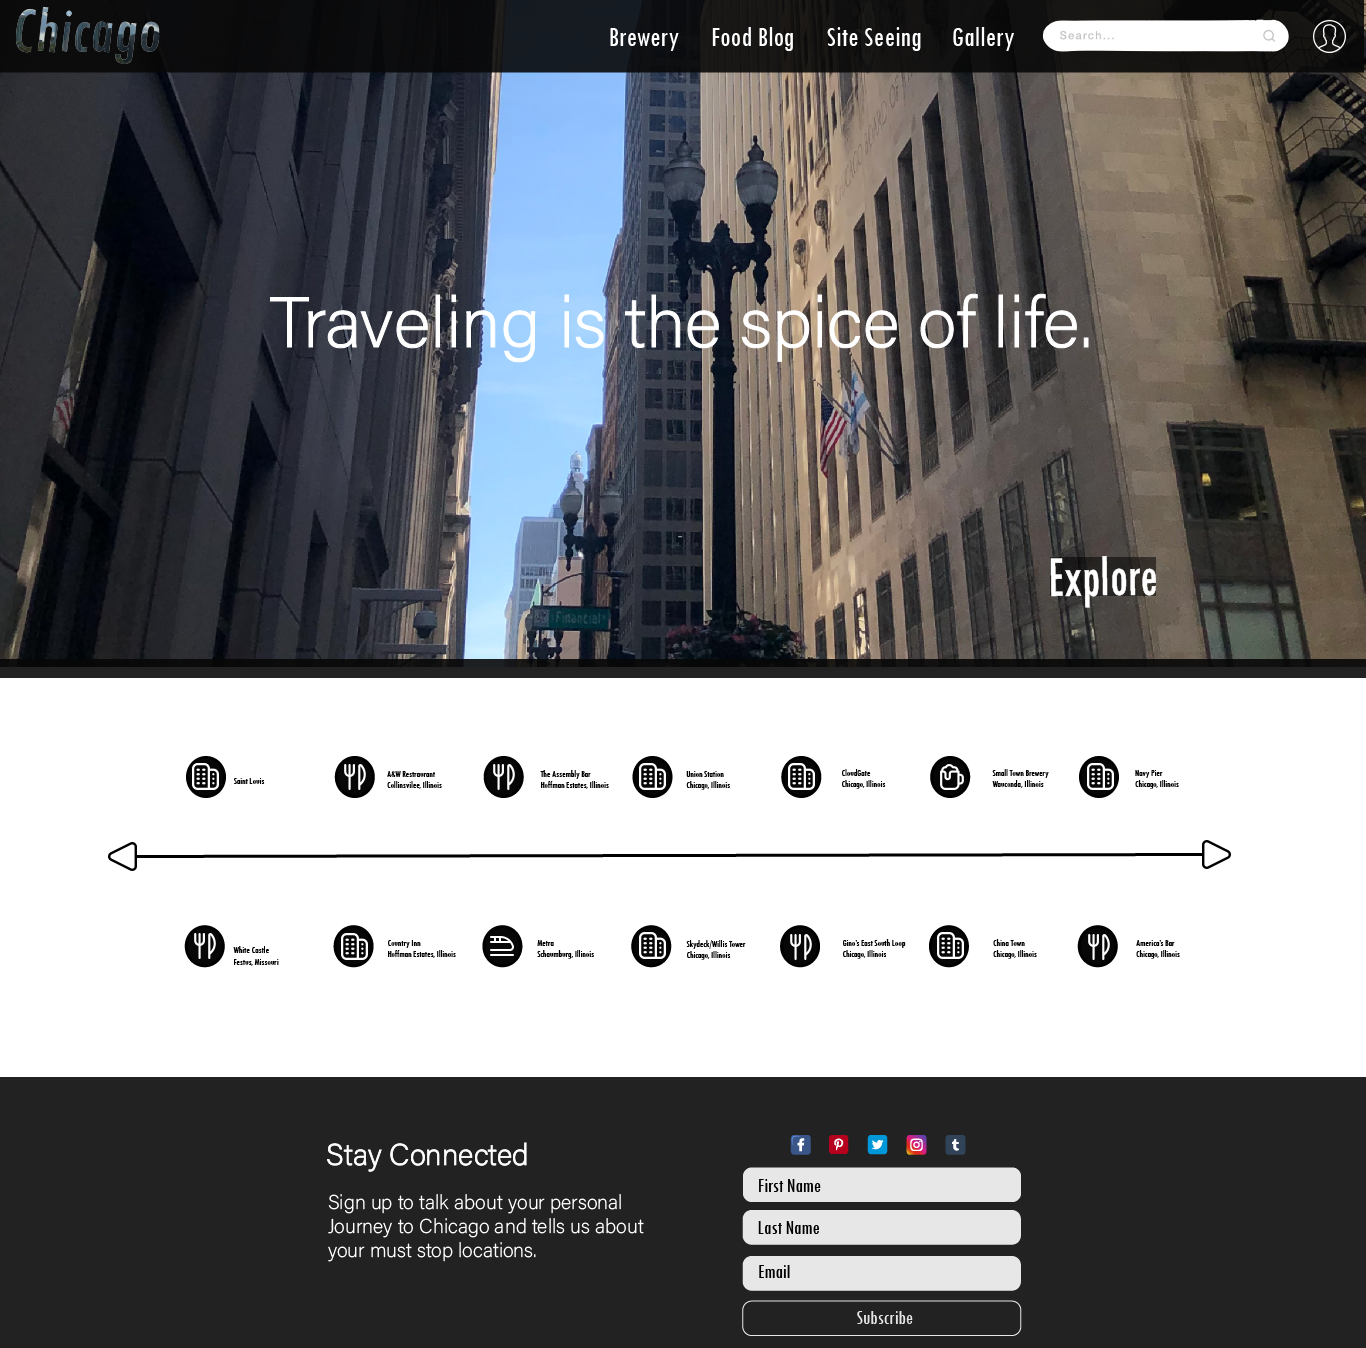 Chicago
Brewery Food Blog Site Seeing Gallery Search...
Traveling is the spice of life.
Financial
Explore
Saint Louis
A&W Restraurant
Collinsvilee, Illinois
The Assembly Bar
Hoffman Estates, Illinois
Union Station
Chicago, Illinois
CloudGate
Chicago, Illinois
Small Town Brewery
Wauconda, Illinois
Navy Pier
Chicago, Illinois
White Castle
Festus, Missouri
Country Inn
Hoffman Estates, Illinois
Metra
Schaumburg, Illinois
Skydeck/Willis Tower
Chicago, Illinois
Gino's East South Loop
Chicago, Illinois
China Town
Chicago, Illinois
America's Bar
Chicago, Illinois
Stay Connected
Sign up to talk about your personal
Journey to Chicago and tells us about
your must stop locations.
First Name
Last Name
Email
Subscribe